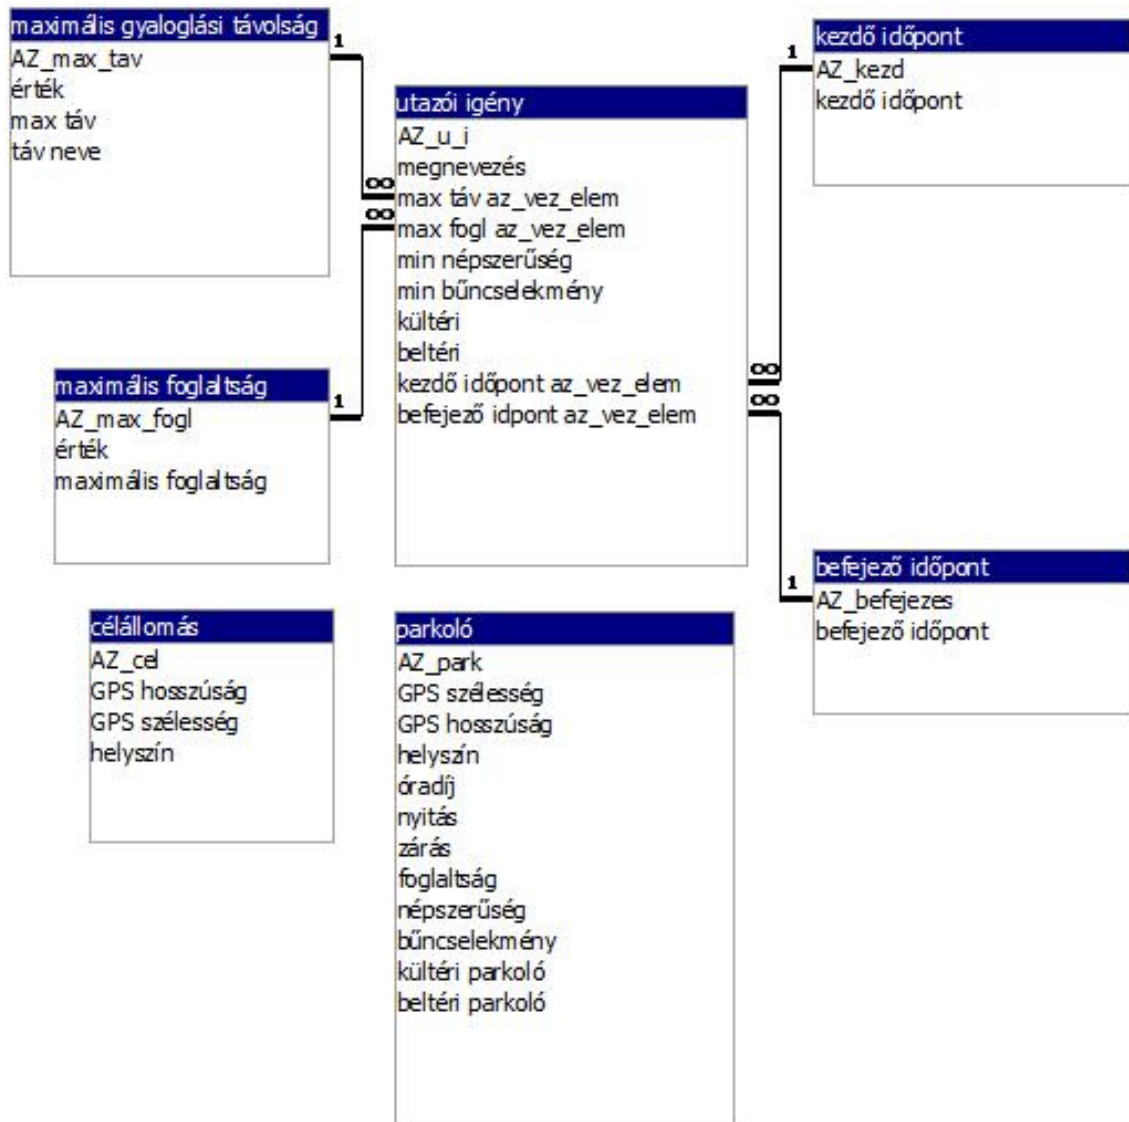 maximális gyaloglási távolság
AZ_max_tav
érték
max táv
táv neve
1
∞
utazói igény
AZ_u_i
megnevezés
max táv az_vez_elem
max fogl az_vez_elem
min népszerűség
min bűncselekmény
kültéri
beltéri
kezdő időpont az_vez_elem
befejező idpont az_vez_elem
1
kezdő időpont
AZ_kezd
kezdő időpont
∞
maximális foglaltság
AZ_max_fogl
érték
maximális foglaltság
1
∞
∞
1
befejező időpont
AZ_befejezes
befejező időpont
célállomás
AZ_cel
GPS hosszúság
GPS szélesség
helyszín
parkoló
AZ_park
GPS szélesség
GPS hosszúság
helyszín
óradíj
nyitás
zárás
foglaltság
népszerűség
bűncselekmény
kültéri parkoló
beltéri parkoló